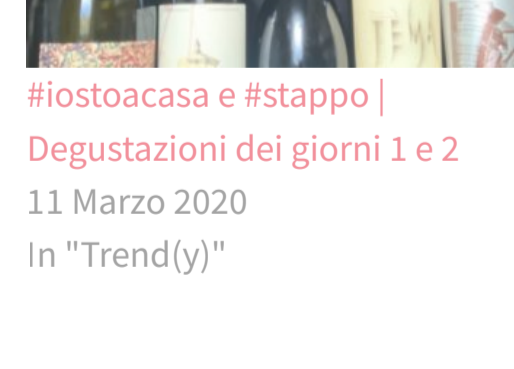 #iostoacasa e #stappo |
Degustazioni dei giorni 1 e 2
11 Marzo 2020
In "Trend(y)"